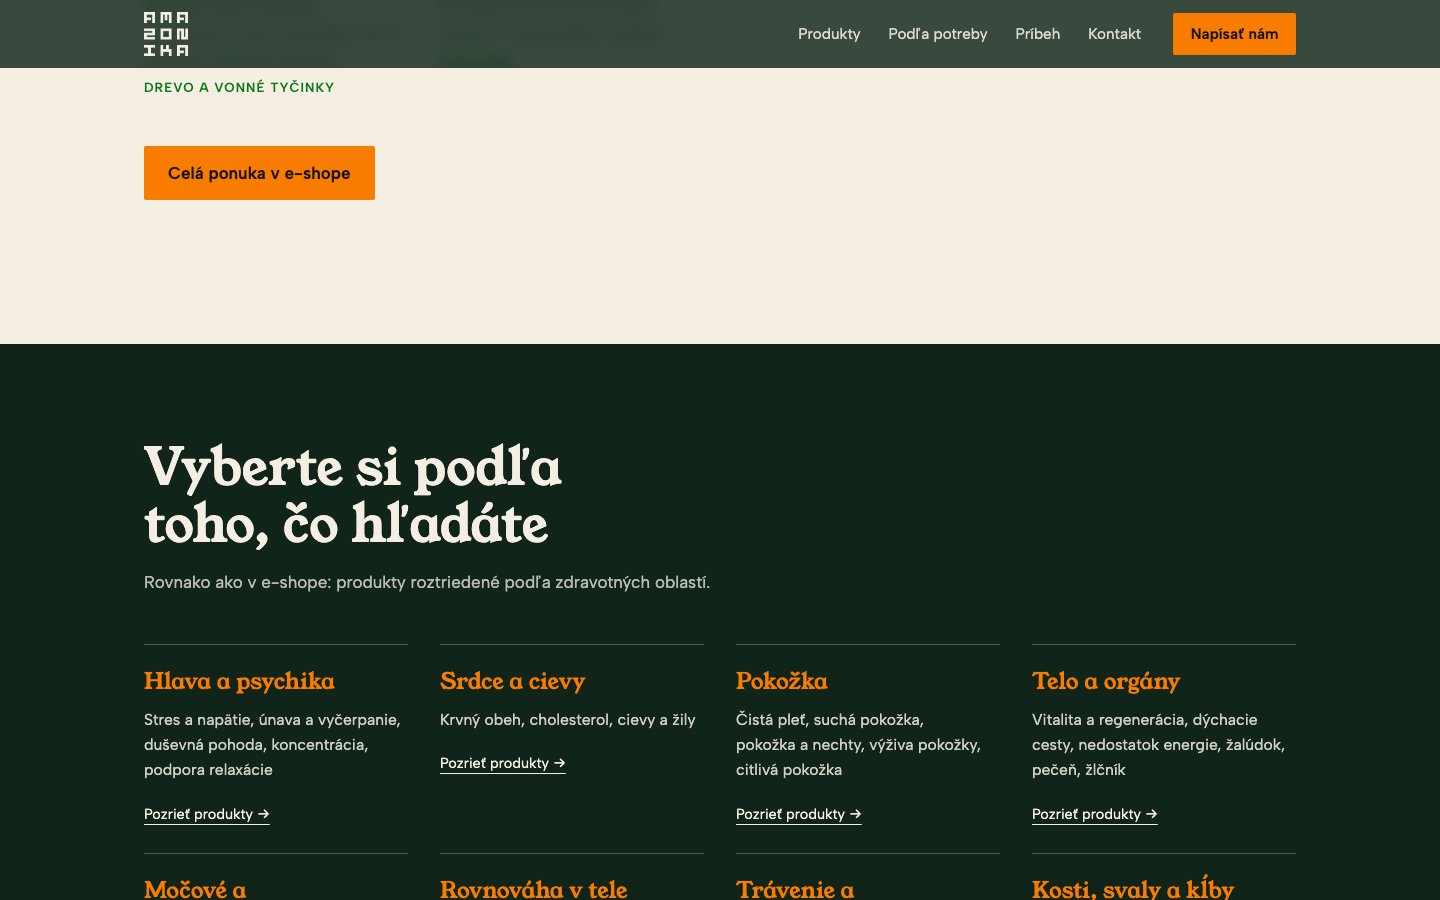 AMA
ZON
IKA
Produkty
Podľa potreby
Príbeh
Kontakt
Napísať nám
DREVO A VONNÉ TYČINKY
Celá ponuka v e-shope
Vyberte si podľa
toho, čo hľadáte
Rovnako ako v e-shope: produkty roztriedené podľa zdravotných oblastí.
Hlava a psychika
Stres a napätie, únava a vyčerpanie,
duševná pohoda, koncentrácia,
podpora relaxácie
Pozrieť produkty →
Srdce a cievy
Krvný obeh, cholesterol, cievy a žily
Pozrieť produkty →
Pokožka
Čistá pleť, suchá pokožka,
pokožka a nechty, výživa pokožky,
citlivá pokožka
Pozrieť produkty →
Telo a orgány
Vitalita a regenerácia, dýchacie
cesty, nedostatok energie, žalúdok,
pečeň, žlčník
Pozrieť produkty →
Močové a
Rovnováha v tele
Trávenie a
Kosti, svaly a kĺby